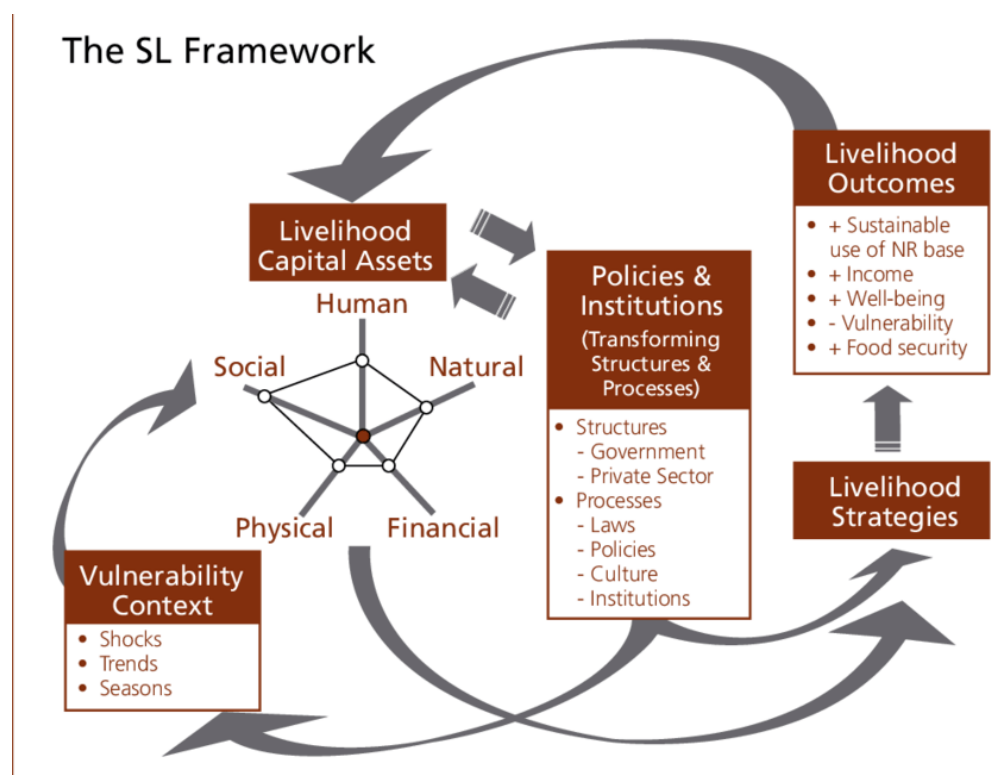 The SL Framework
Livelihood
Capital Assets
Human
Social
Natural
Physical
Financial
Vulnerability
Context
• Shocks
• Trends
• Seasons
Policies &
Institutions
(Transforming
Structures &
Processes)
• Structures
- Government
- Private Sector
• Processes
- Laws
- Policies
- Culture
- Institutions
Livelihood
Outcomes
• + Sustainable
use of NR base
• + Income
• + Well-being
• - Vulnerability
• + Food security
Livelihood
Strategies